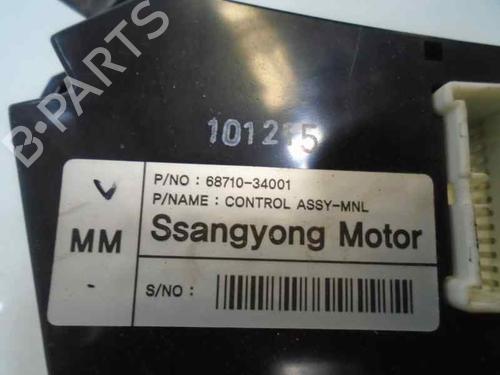 101215
V
P/NO : 68710-34001
P/NAME : CONTROL ASSY-MNL
MM
Ssangyong Motor
-
S/NO :
B-PARTS